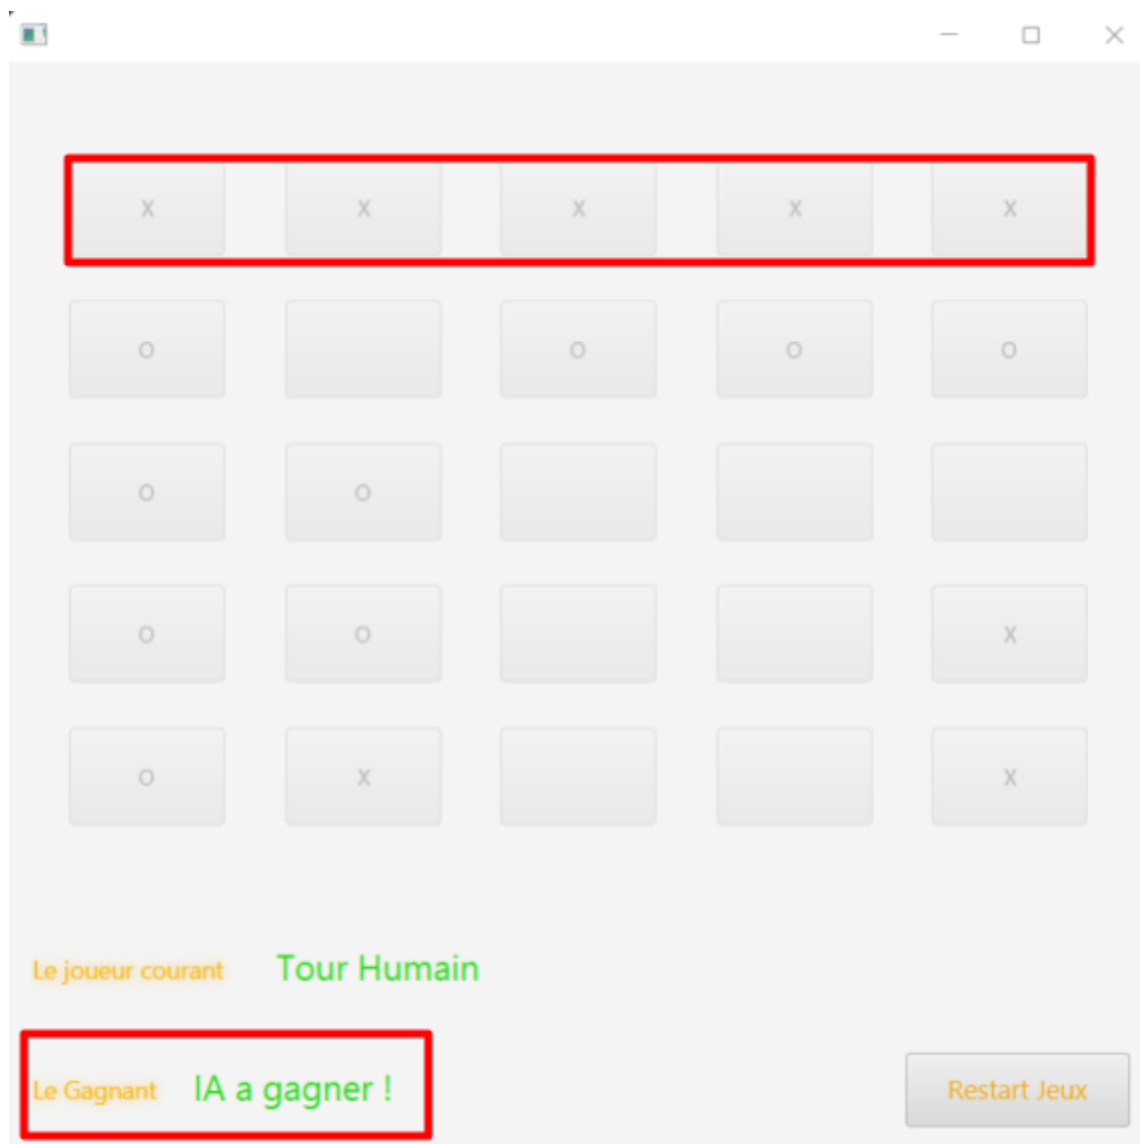 x x x x x
o o o o
o o
o o x
o x x
Le joueur courant Tour Humain
Le Gagnant IA a gagner !
Restart Jeux